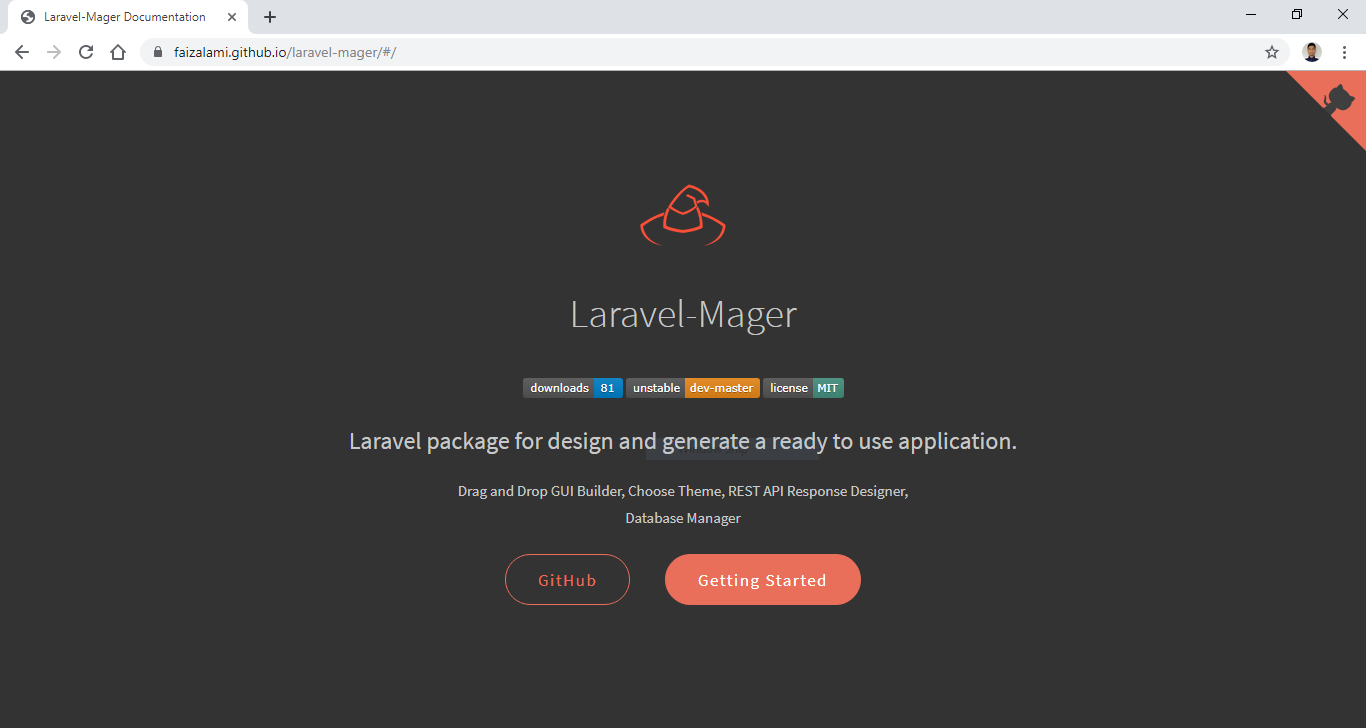 Laravel-Mager Documentation
faizalami.github.io/laravel-mager/#/
Laravel-Mager
downloads 81 unstable dev-master license MIT
Laravel package for design and generate a ready to use application.
Drag and Drop GUI Builder, Choose Theme, REST API Response Designer,
Database Manager
GitHub Getting Started